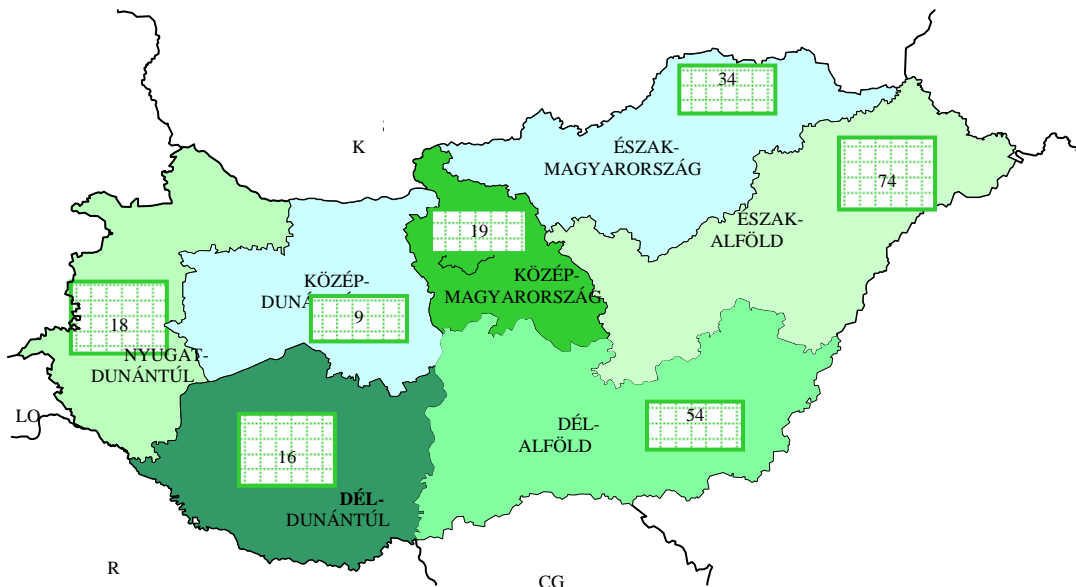 34
K
ÉSZAK-
MAGYARORSZÁG
74
ÉSZAK-
ALFÖLD
19
KÖZÉP-
MAGYARORSZÁG
KÖZÉP-
9
18
NYUGAT-
DUNÁNTÚL
LO
54
DÉL-
ALFÖLD
16
DÉL-
DUNÁNTÚL
R
CG